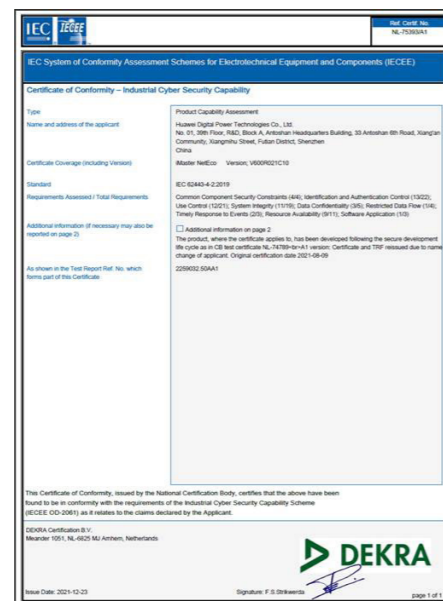 IEC IECEE
Ref. Certif. No.
NL-75393/A1
IEC System of Conformity Assessment Schemes for Electrotechnical Equipment and Components (IECEE)
Certificate of Conformity – Industrial Cyber Security Capability
Type
Product Capability Assessment
Name and address of the applicant
Huawei Digital Power Technologies Co., Ltd.
No. 01, 39th Floor, R&D, Block A, Antoshan Headquarters Building, 33 Antoshan 6th Road, Xiang'an
Community, Xiangmihu Street, Futian District, Shenzhen
China
Certificate Coverage (including Version)
iMaster NetEco Version; V600R021C10
Standard
IEC 62443-4-2:2019
Requirements Assessed / Total Requirements
Common Component Security Constraints (4/4); Identification and Authentication Control (13/22);
Use Control (12/21); System Integrity (11/19); Data Confidentiality (3/5); Restricted Data Flow (1/4);
Timely Response to Events (2/3); Resource Availability (9/11); Software Application (1/3)
Additional information (if necessary may also be
reported on page 2)
Additional information on page 2
The product, where the certificate applies to, has been developed following the secure development
life cycle as in CB test certificate NL-74789<br>A1 version: Certificate and TRF reissued due to name
change of applicant. Original certification date 2021-08-09
As shown in the Test Report Ref. No. which
forms part of this Certificate
2259032.50AA1
This Certificate of Conformity, issued by the National Certification Body, certifies that the above have been
found to be in conformity with the requirements of the Industrial Cyber Security Capability Scheme
(IECEE OD-2061) as it relates to the claims declared by the Applicant.
DEKRA Certification B.V.
Meander 1051, NL-6825 MJ Arnhem, Netherlands
DEKRA
Issue Date: 2021-12-23
Signature: F.S Strikwerda
page 1 of 1